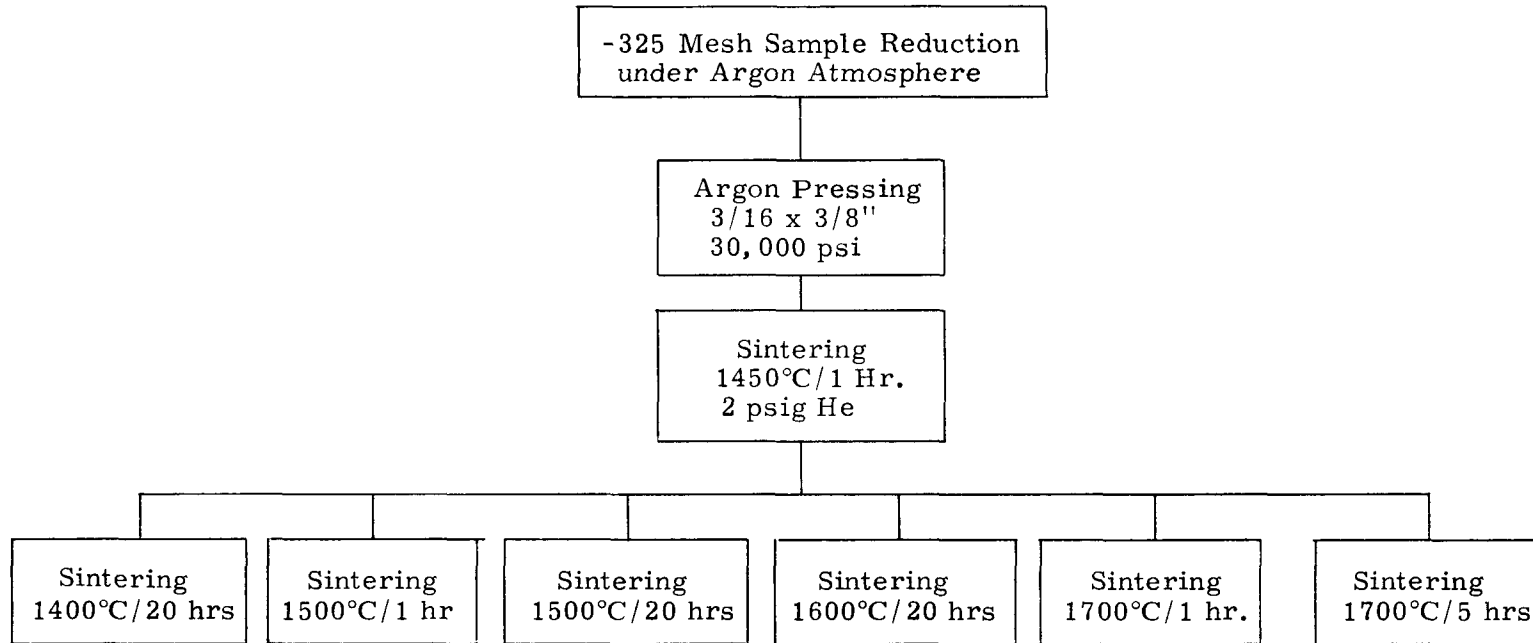 -325 Mesh Sample Reduction
under Argon Atmosphere
Argon Pressing
3/16 x 3/8"
30,000 psi
Sintering
1450°C/1 Hr.
2 psig He
Sintering
1400°C/20 hrs
Sintering
1500°C/1 hr
Sintering
1500°C/20 hrs
Sintering
1600°C/20 hrs
Sintering
1700°C/1 hr.
Sintering
1700°C/5 hrs